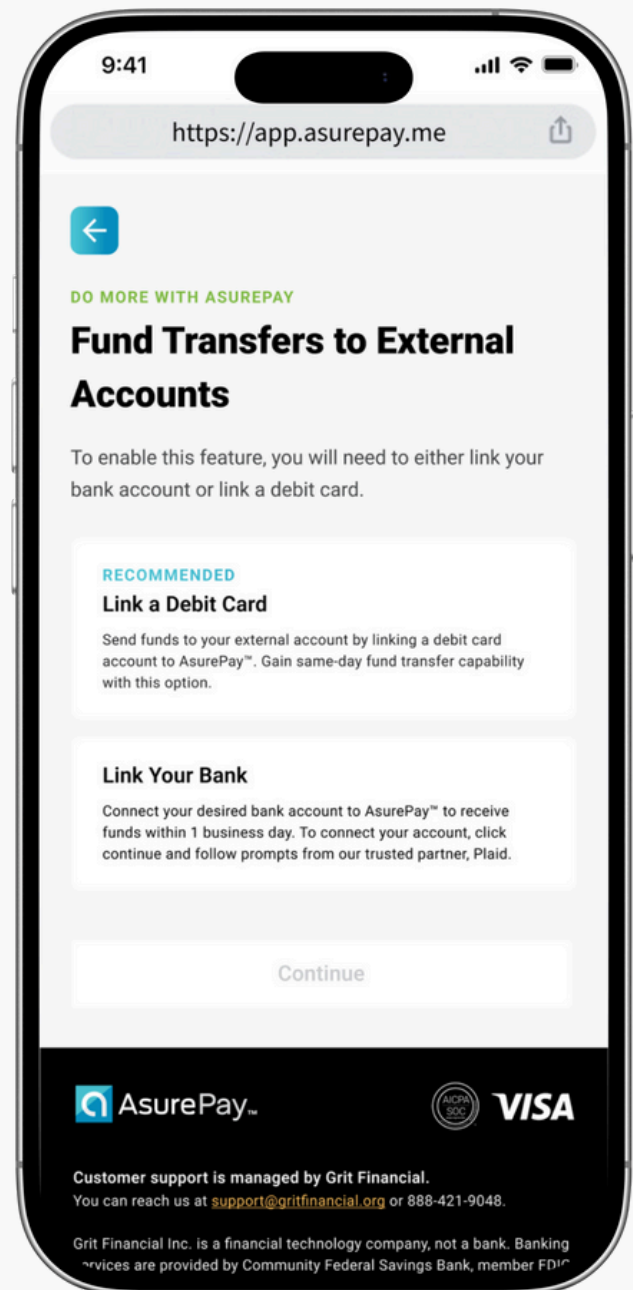 9:41
https://app.asurepay.me
DO MORE WITH ASUREPAY
Fund Transfers to External
Accounts
To enable this feature, you will need to either link your
bank account or link a debit card.
RECOMMENDED
Link a Debit Card
Send funds to your external account by linking a debit card
account to AsurePay™. Gain same-day fund transfer capability
with this option.
Link Your Bank
Connect your desired bank account to AsurePay™ to receive
funds within 1 business day. To connect your account, click
continue and follow prompts from our trusted partner, Plaid.
Continue
AsurePay™
AICPA
SOC
VISA
Customer support is managed by Grit Financial.
You can reach us at support@gritfinancial.org or 888-421-9048.
Grit Financial Inc. is a financial technology company, not a bank. Banking
services are provided by Community Federal Savings Bank, member FDIC